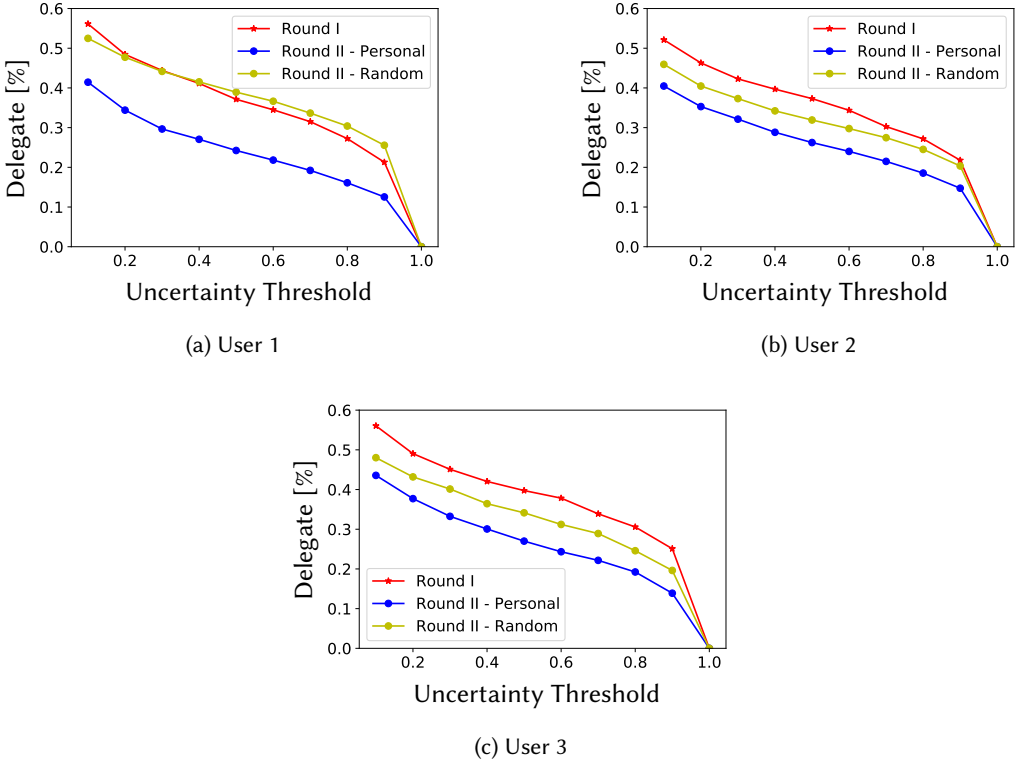 0.6
0.5
0.4
0.3
0.2
0.1
0.0
Delegate [%]
Round I
Round II - Personal
Round II - Random
0.2 0.4 0.6 0.8 1.0
Uncertainty Threshold
(a) User 1
0.6
0.5
0.4
0.3
0.2
0.1
0.0
Delegate [%]
Round I
Round II - Personal
Round II - Random
0.2 0.4 0.6 0.8 1.0
Uncertainty Threshold
(b) User 2
0.6
0.5
0.4
0.3
0.2
0.1
0.0
Delegate [%]
Round I
Round II - Personal
Round II - Random
0.2 0.4 0.6 0.8 1.0
Uncertainty Threshold
(c) User 3